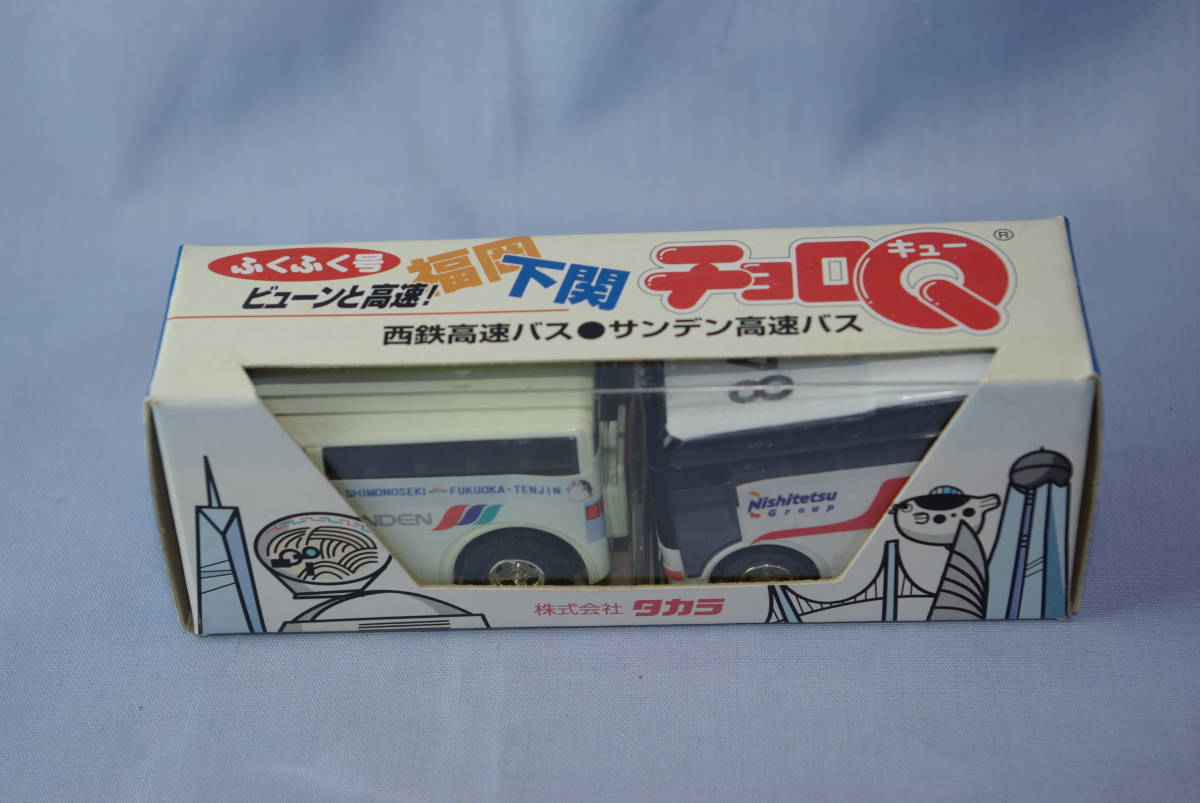 ふくふく号
ビューンと高速!
福岡
下関
チョロQ
キュー
®
西鉄高速バス●サンデン高速バス
SHIMONOSEKI FUKUOKA・TENJIN
NDEN
Nishitetsu
Group
株式会社 タカラ